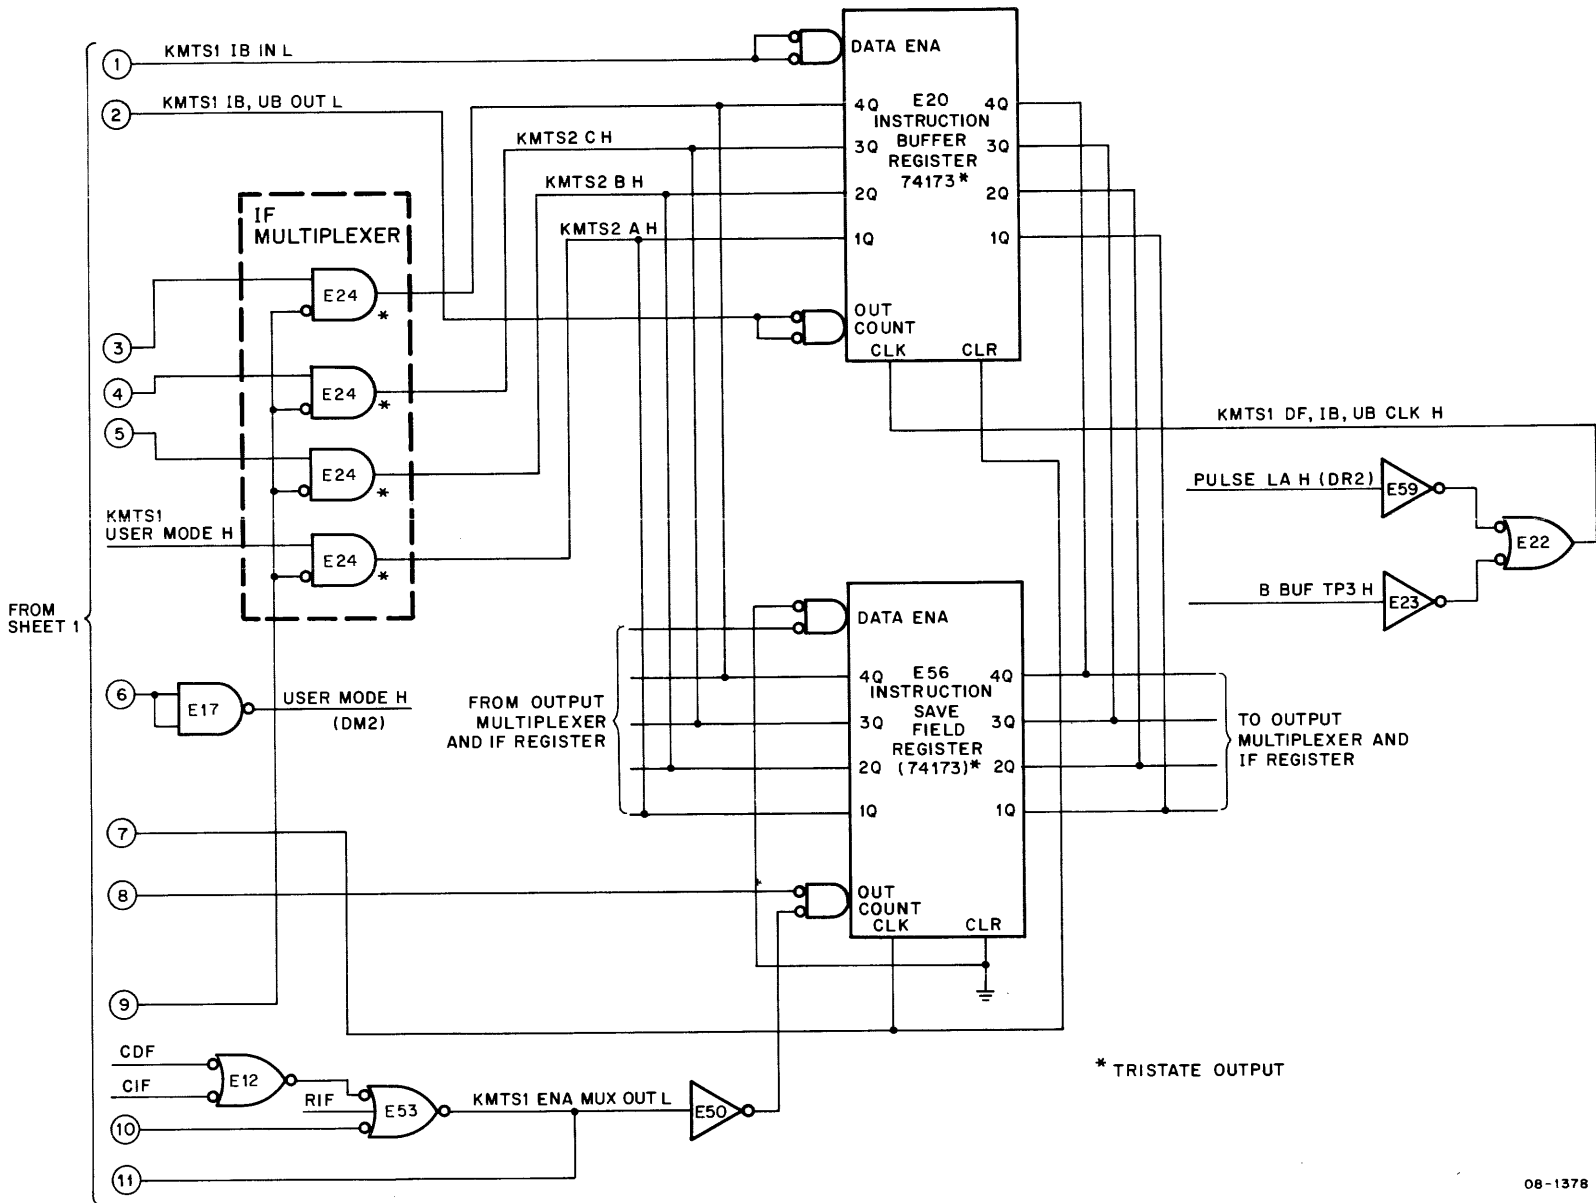 KMTS1 IB IN L
1
DATA ENA
KMTS1 IB, UB OUT L
2
4Q
E20
INSTRUCTION
BUFFER
REGISTER
74173*
4Q
KMTS2 C H
3Q
3Q
KMTS2 B H
2Q
2Q
KMTS2 A H
1Q
1Q
IF
MULTIPLEXER
E24
*
OUT
COUNT
CLK
CLR
3
E24
*
4
KMTS1 DF, IB, UB CLK H
5
E24
*
PULSE LA H (DR2)
E59
KMTS1
USER MODE H
E24
*
E22
B BUF TP3 H
E23
FROM
SHEET 1
DATA ENA
6
E17
USER MODE H
(DM2)
FROM OUTPUT
MULTIPLEXER
AND IF REGISTER
4Q
E56
INSTRUCTION
SAVE
FIELD
REGISTER
(74173)*
4Q
3Q
3Q
2Q
2Q
1Q
1Q
TO OUTPUT
MULTIPLEXER AND
IF REGISTER
7
8
OUT
COUNT
CLK
CLR
9
CDF
CIF
E12
RIF
E53
KMTS1 ENA MUX OUT L
E50
10
11
* TRISTATE OUTPUT
08-1378